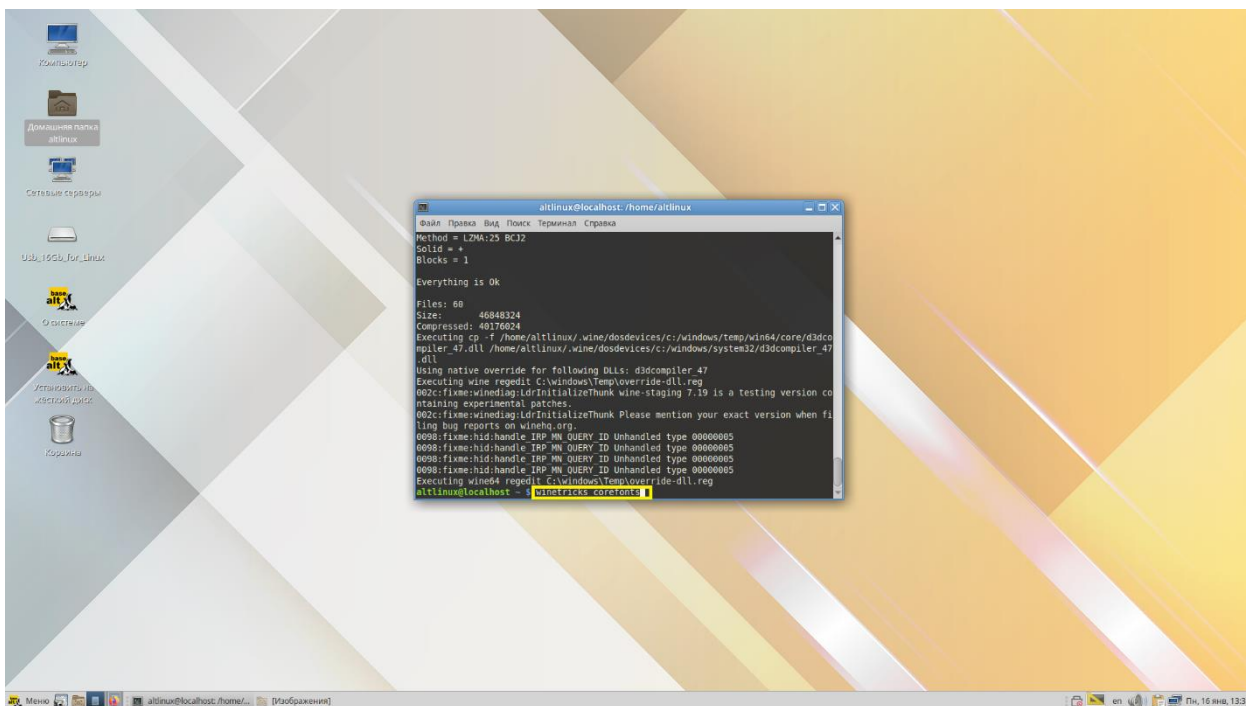 Компьютер
Домашняя папка
altlinux
Сетевые серверы
Usb_16Gb_for_Linux
base
alt
О системе
base
alt
Установить на
жёсткий диск
Корзина
altlinux@localhost: /home/altlinux
Файл Правка Вид Поиск Терминал Справка
Method = LZMA:25 BCJ2
Solid = +
Blocks = 1
Everything is Ok
Files: 60
Size: 46848324
Compressed: 40176024
Executing cp -f /home/altlinux/.wine/dosdevices/c:/windows/temp/win64/core/d3dco
mpiler_47.dll /home/altlinux/.wine/dosdevices/c:/windows/system32/d3dcompiler_47
.dll
Using native override for following DLLs: d3dcompiler_47
Executing wine regedit C:\windows\Temp\override-dll.reg
002c:fixme:winediag:LdrInitializeThunk wine-staging 7.19 is a testing version co
ntaining experimental patches.
002c:fixme:winediag:LdrInitializeThunk Please mention your exact version when fi
ling bug reports on winehq.org.
0098:fixme:hid:handle_IRP_MN_QUERY_ID Unhandled type 00000005
0098:fixme:hid:handle_IRP_MN_QUERY_ID Unhandled type 00000005
0098:fixme:hid:handle_IRP_MN_QUERY_ID Unhandled type 00000005
0098:fixme:hid:handle_IRP_MN_QUERY_ID Unhandled type 00000005
Executing wine64 regedit C:\windows\Temp\override-dll.reg
altlinux@localhost ~ $ winetricks corefonts
Меню altlinux@localhost: /home/... [Изображения] en Пн, 16 янв, 13:3